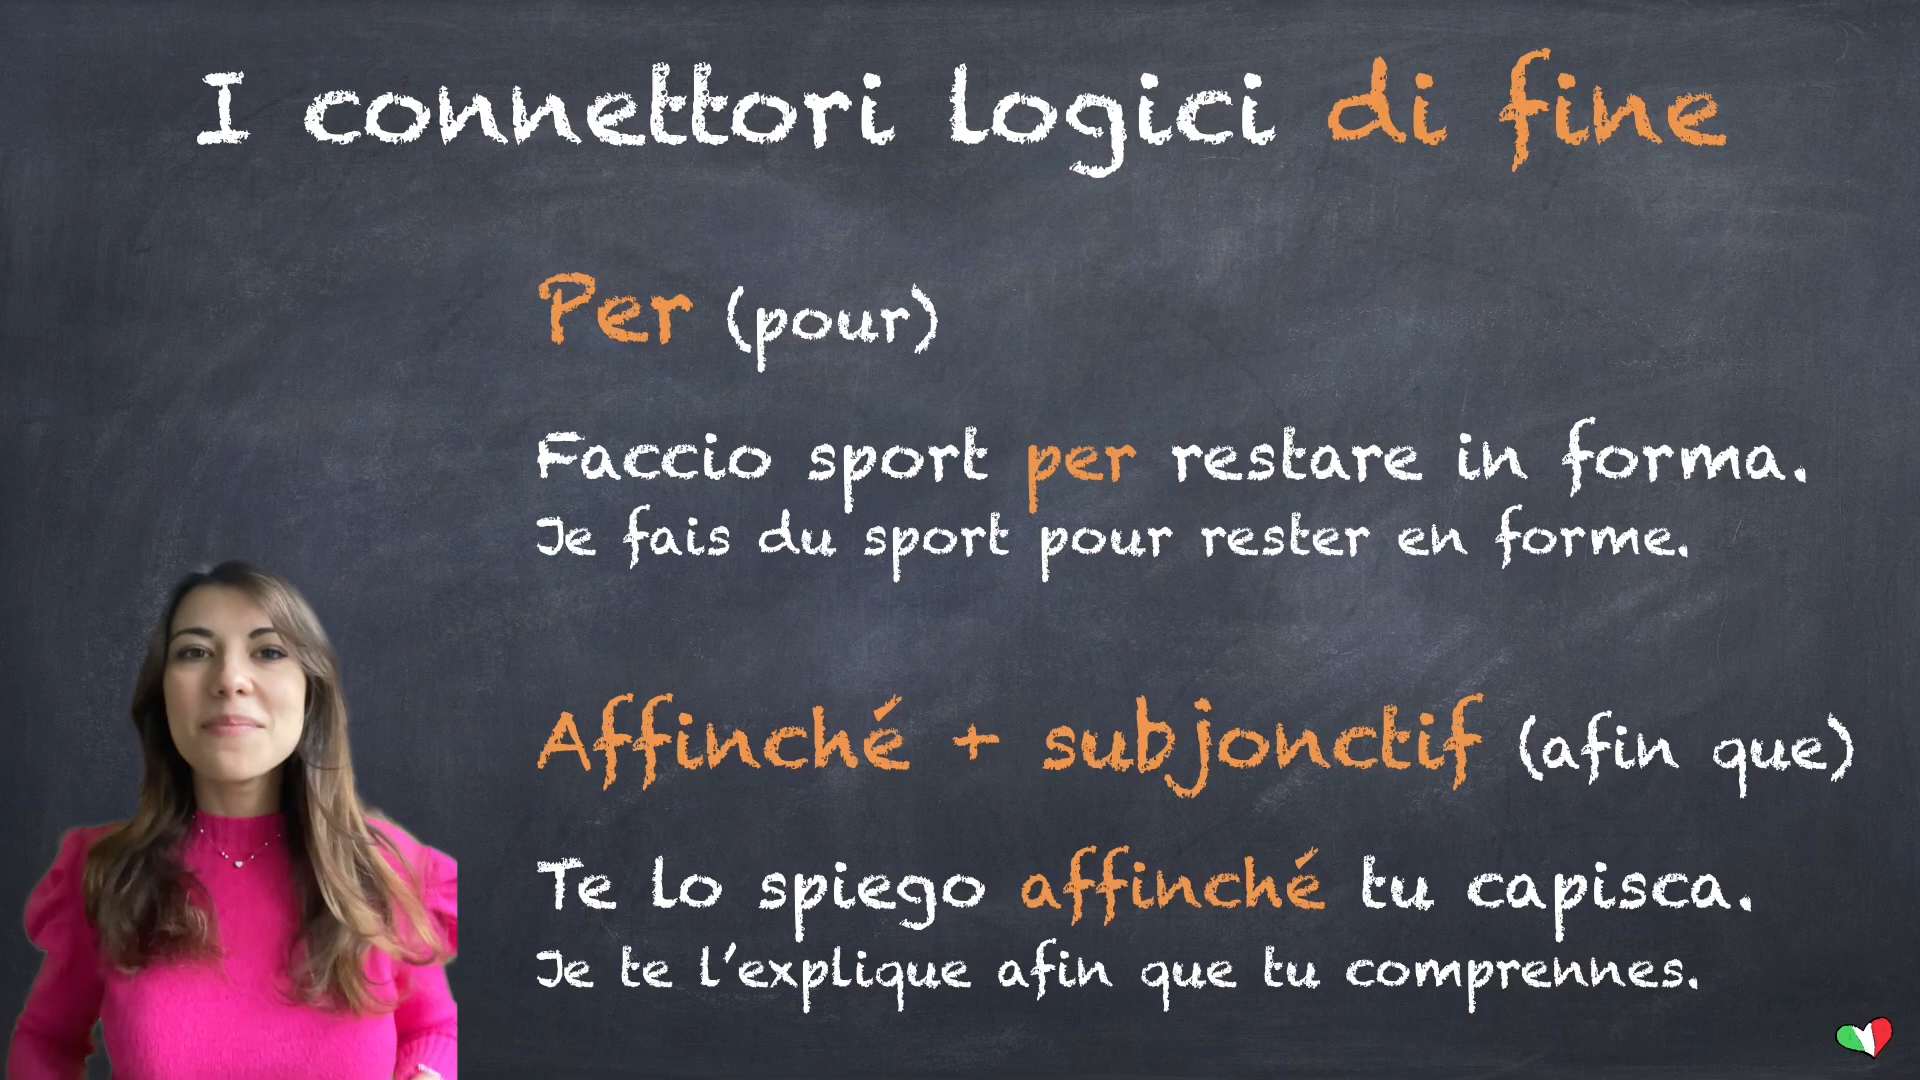 I connettori logici di fine
Per (pour)
Faccio sport per restare in forma.
Je fais du sport pour rester en forme.
Affinché + subjonctif (afin que)
Te lo spiego affinché tu capisca.
Je te l'explique afin que tu comprennes.